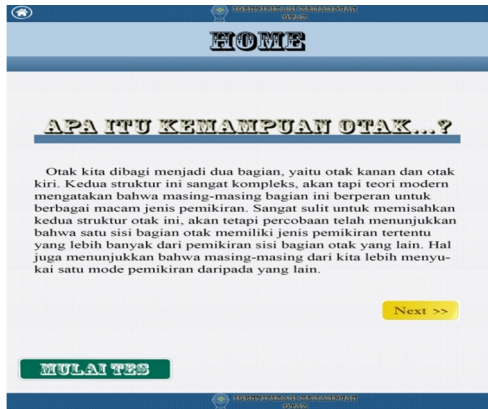 HOME
APA ITU KEMAMPUAN OTAK...?
Otak kita dibagi menjadi dua bagian, yaitu otak kanan dan otak
kiri. Kedua struktur ini sangat kompleks, akan tapi teori modern
mengatakan bahwa masing-masing bagian ini berperan untuk
berbagai macam jenis pemikiran. Sangat sulit untuk memisahkan
kedua struktur otak ini, akan tetapi percobaan telah menunjukkan
bahwa satu sisi bagian otak memiliki jenis pemikiran tertentu
yang lebih banyak dari pemikiran sisi bagian otak yang lain. Hal
juga menunjukkan bahwa masing-masing dari kita lebih menyu-
kai satu mode pemikiran daripada yang lain.
Next >>
MULAI TES